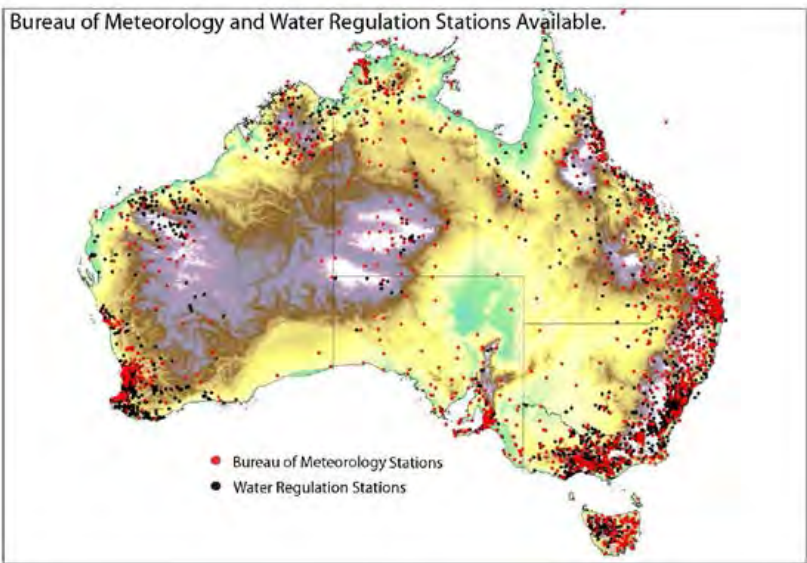 Bureau of Meteorology and Water Regulation Stations Available.
Bureau of Meteorology Stations
Water Regulation Stations